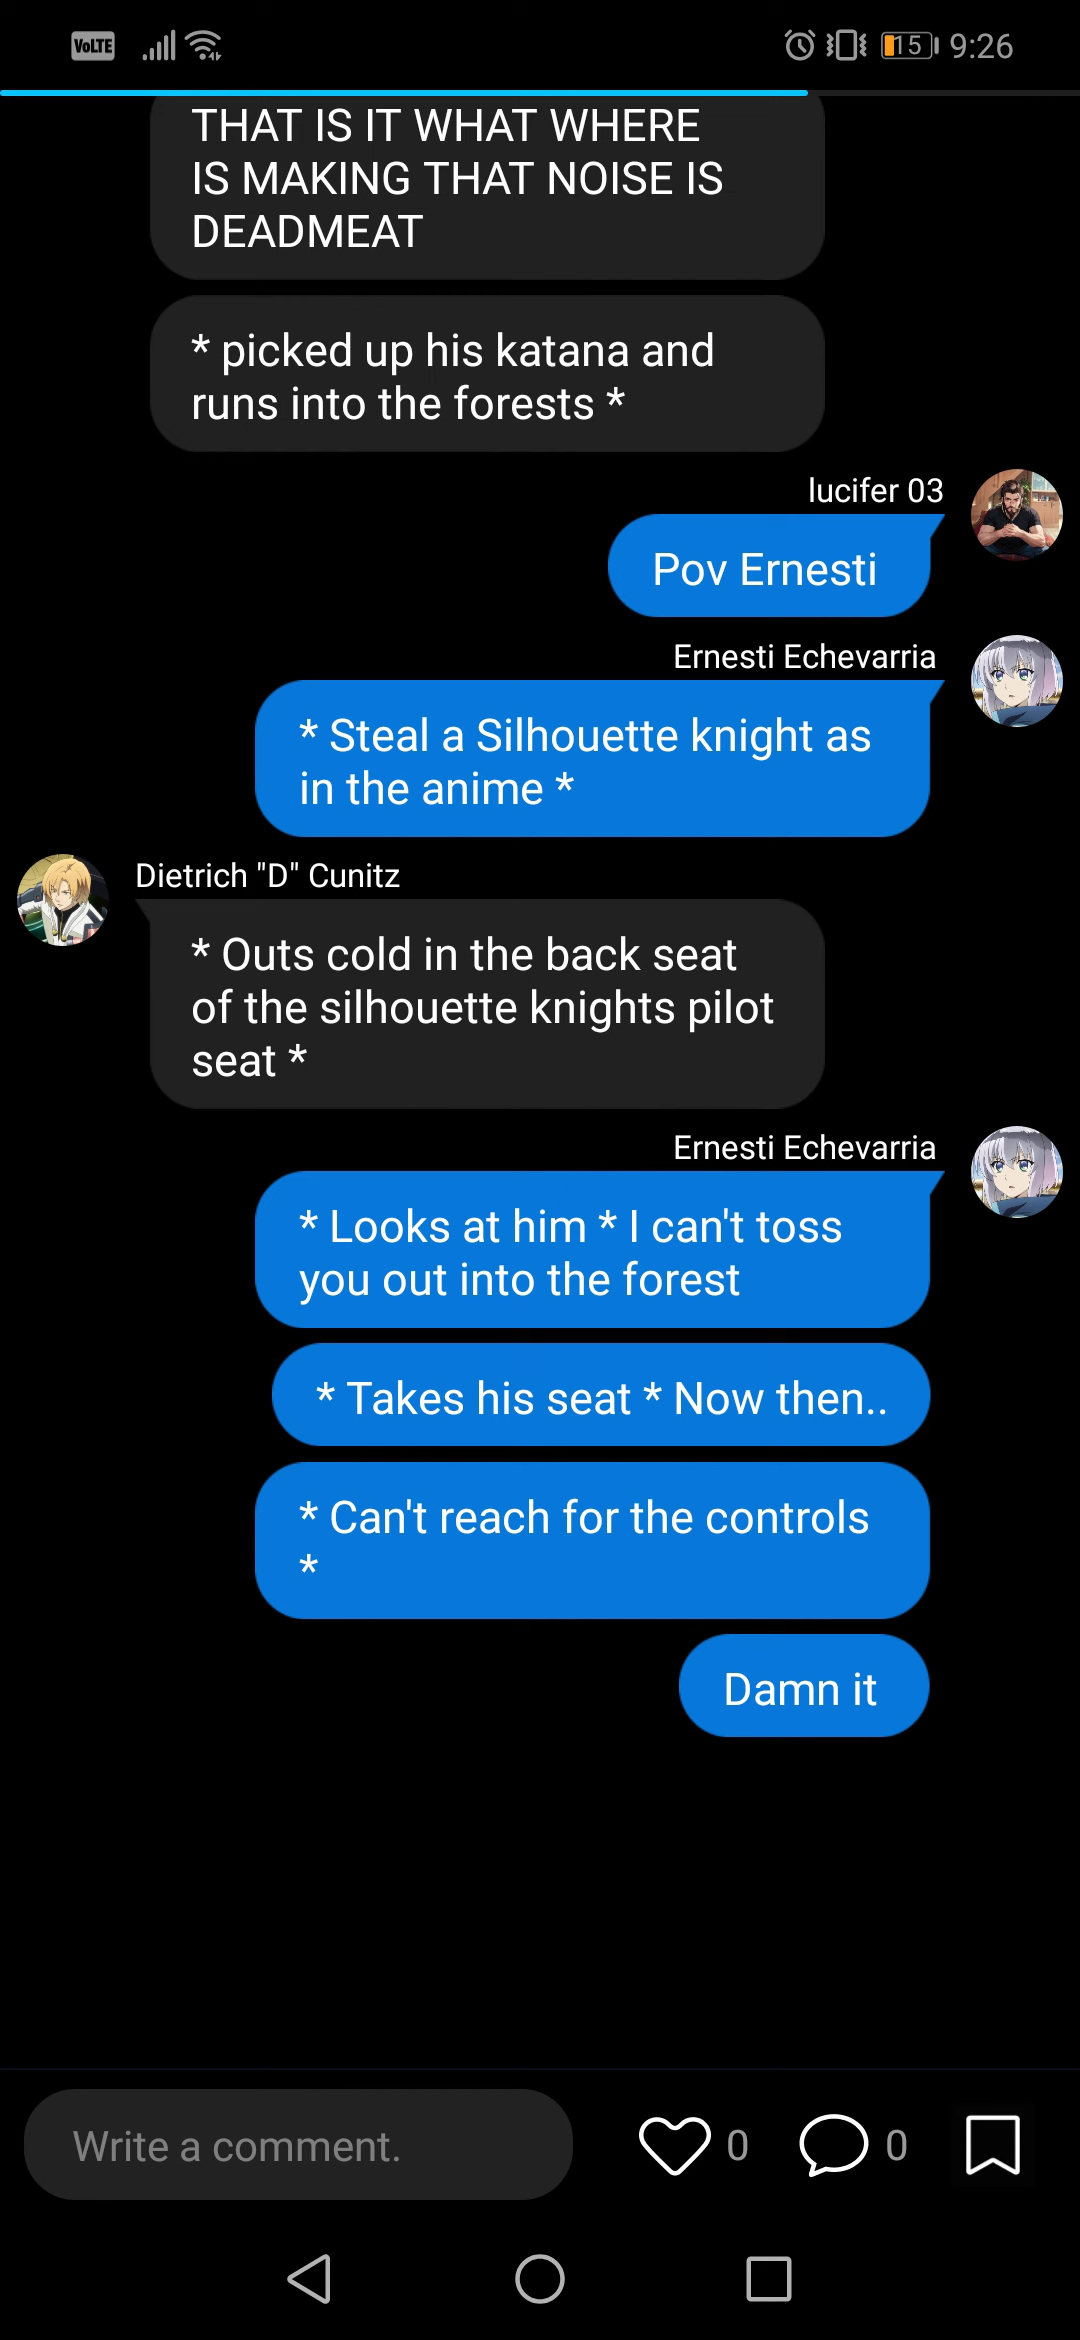 VoLTE
15 9:26
THAT IS IT WHAT WHERE
IS MAKING THAT NOISE IS
DEADMEAT
* picked up his katana and
runs into the forests *
lucifer 03
Pov Ernesti
Ernesti Echevarria
* Steal a Silhouette knight as
in the anime *
Dietrich "D" Cunitz
* Outs cold in the back seat
of the silhouette knights pilot
seat *
Ernesti Echevarria
* Looks at him * I can't toss
you out into the forest
* Takes his seat * Now then..
* Can't reach for the controls
*
Damn it
Write a comment.
0
0